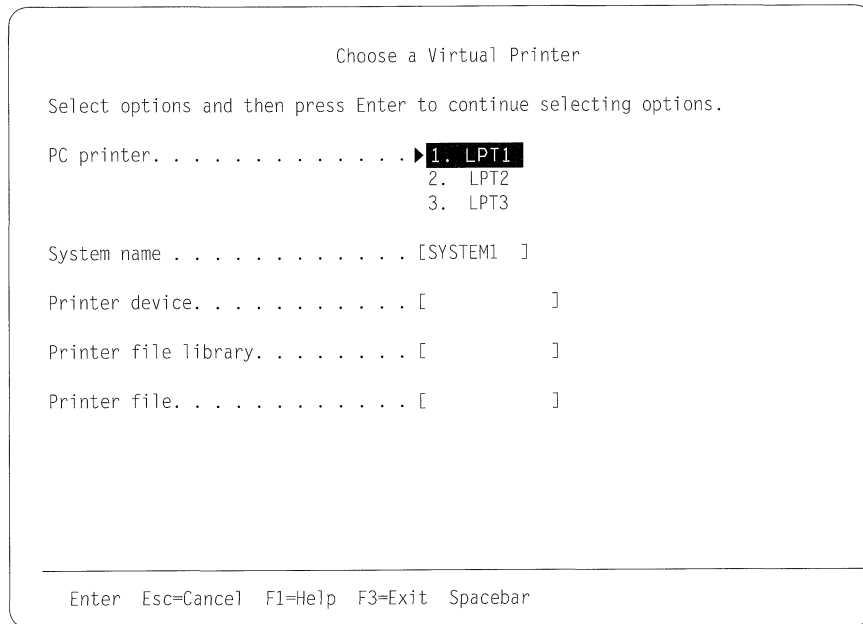 Choose a Virtual Printer
Select options and then press Enter to continue selecting options.
PC printer. . . . . . . . . . . . . ▶ 1. LPT1
2. LPT2
3. LPT3
System name . . . . . . . . . . . . [SYSTEM1 ]
Printer device. . . . . . . . . . . [ ]
Printer file library. . . . . . . . [ ]
Printer file. . . . . . . . . . . . [ ]
Enter Esc=Cancel F1=Help F3=Exit Spacebar